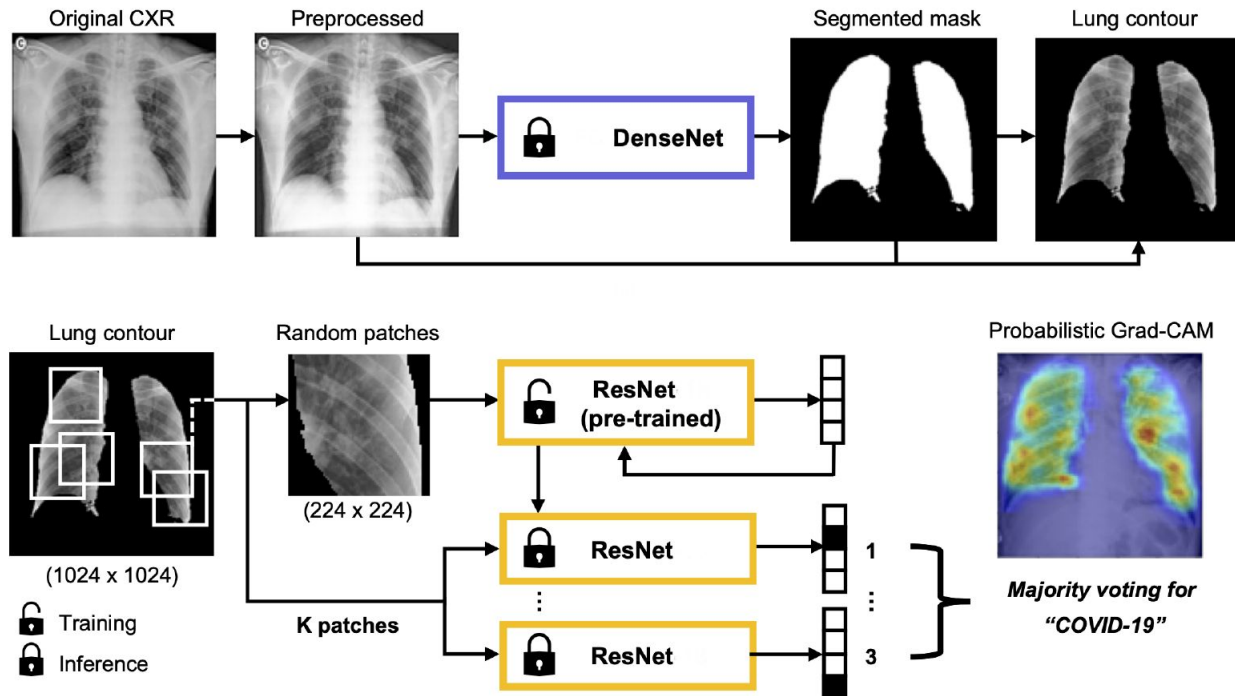 Original CXR
Preprocessed
Segmented mask
Lung contour
C
C
DenseNet
Lung contour
Random patches
Probabilistic Grad-CAM
ResNet
(pre-trained)
(224 x 224)
(1024 x 1024)
ResNet
1
⋮
⋮
Majority voting for
“COVID-19”
Training
K patches
Inference
ResNet
3